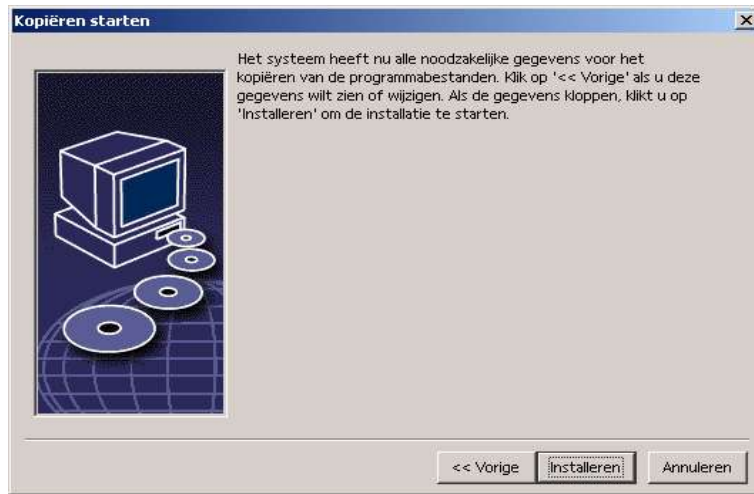 Kopiëren starten
Het systeem heeft nu alle noodzakelijke gegevens voor het
kopiëren van de programmabestanden. Klik op '<< Vorige' als u deze
gegevens wilt zien of wijzigen. Als de gegevens kloppen, klikt u op
'Installeren' om de installatie te starten.
<< Vorige
Installeren
Annuleren